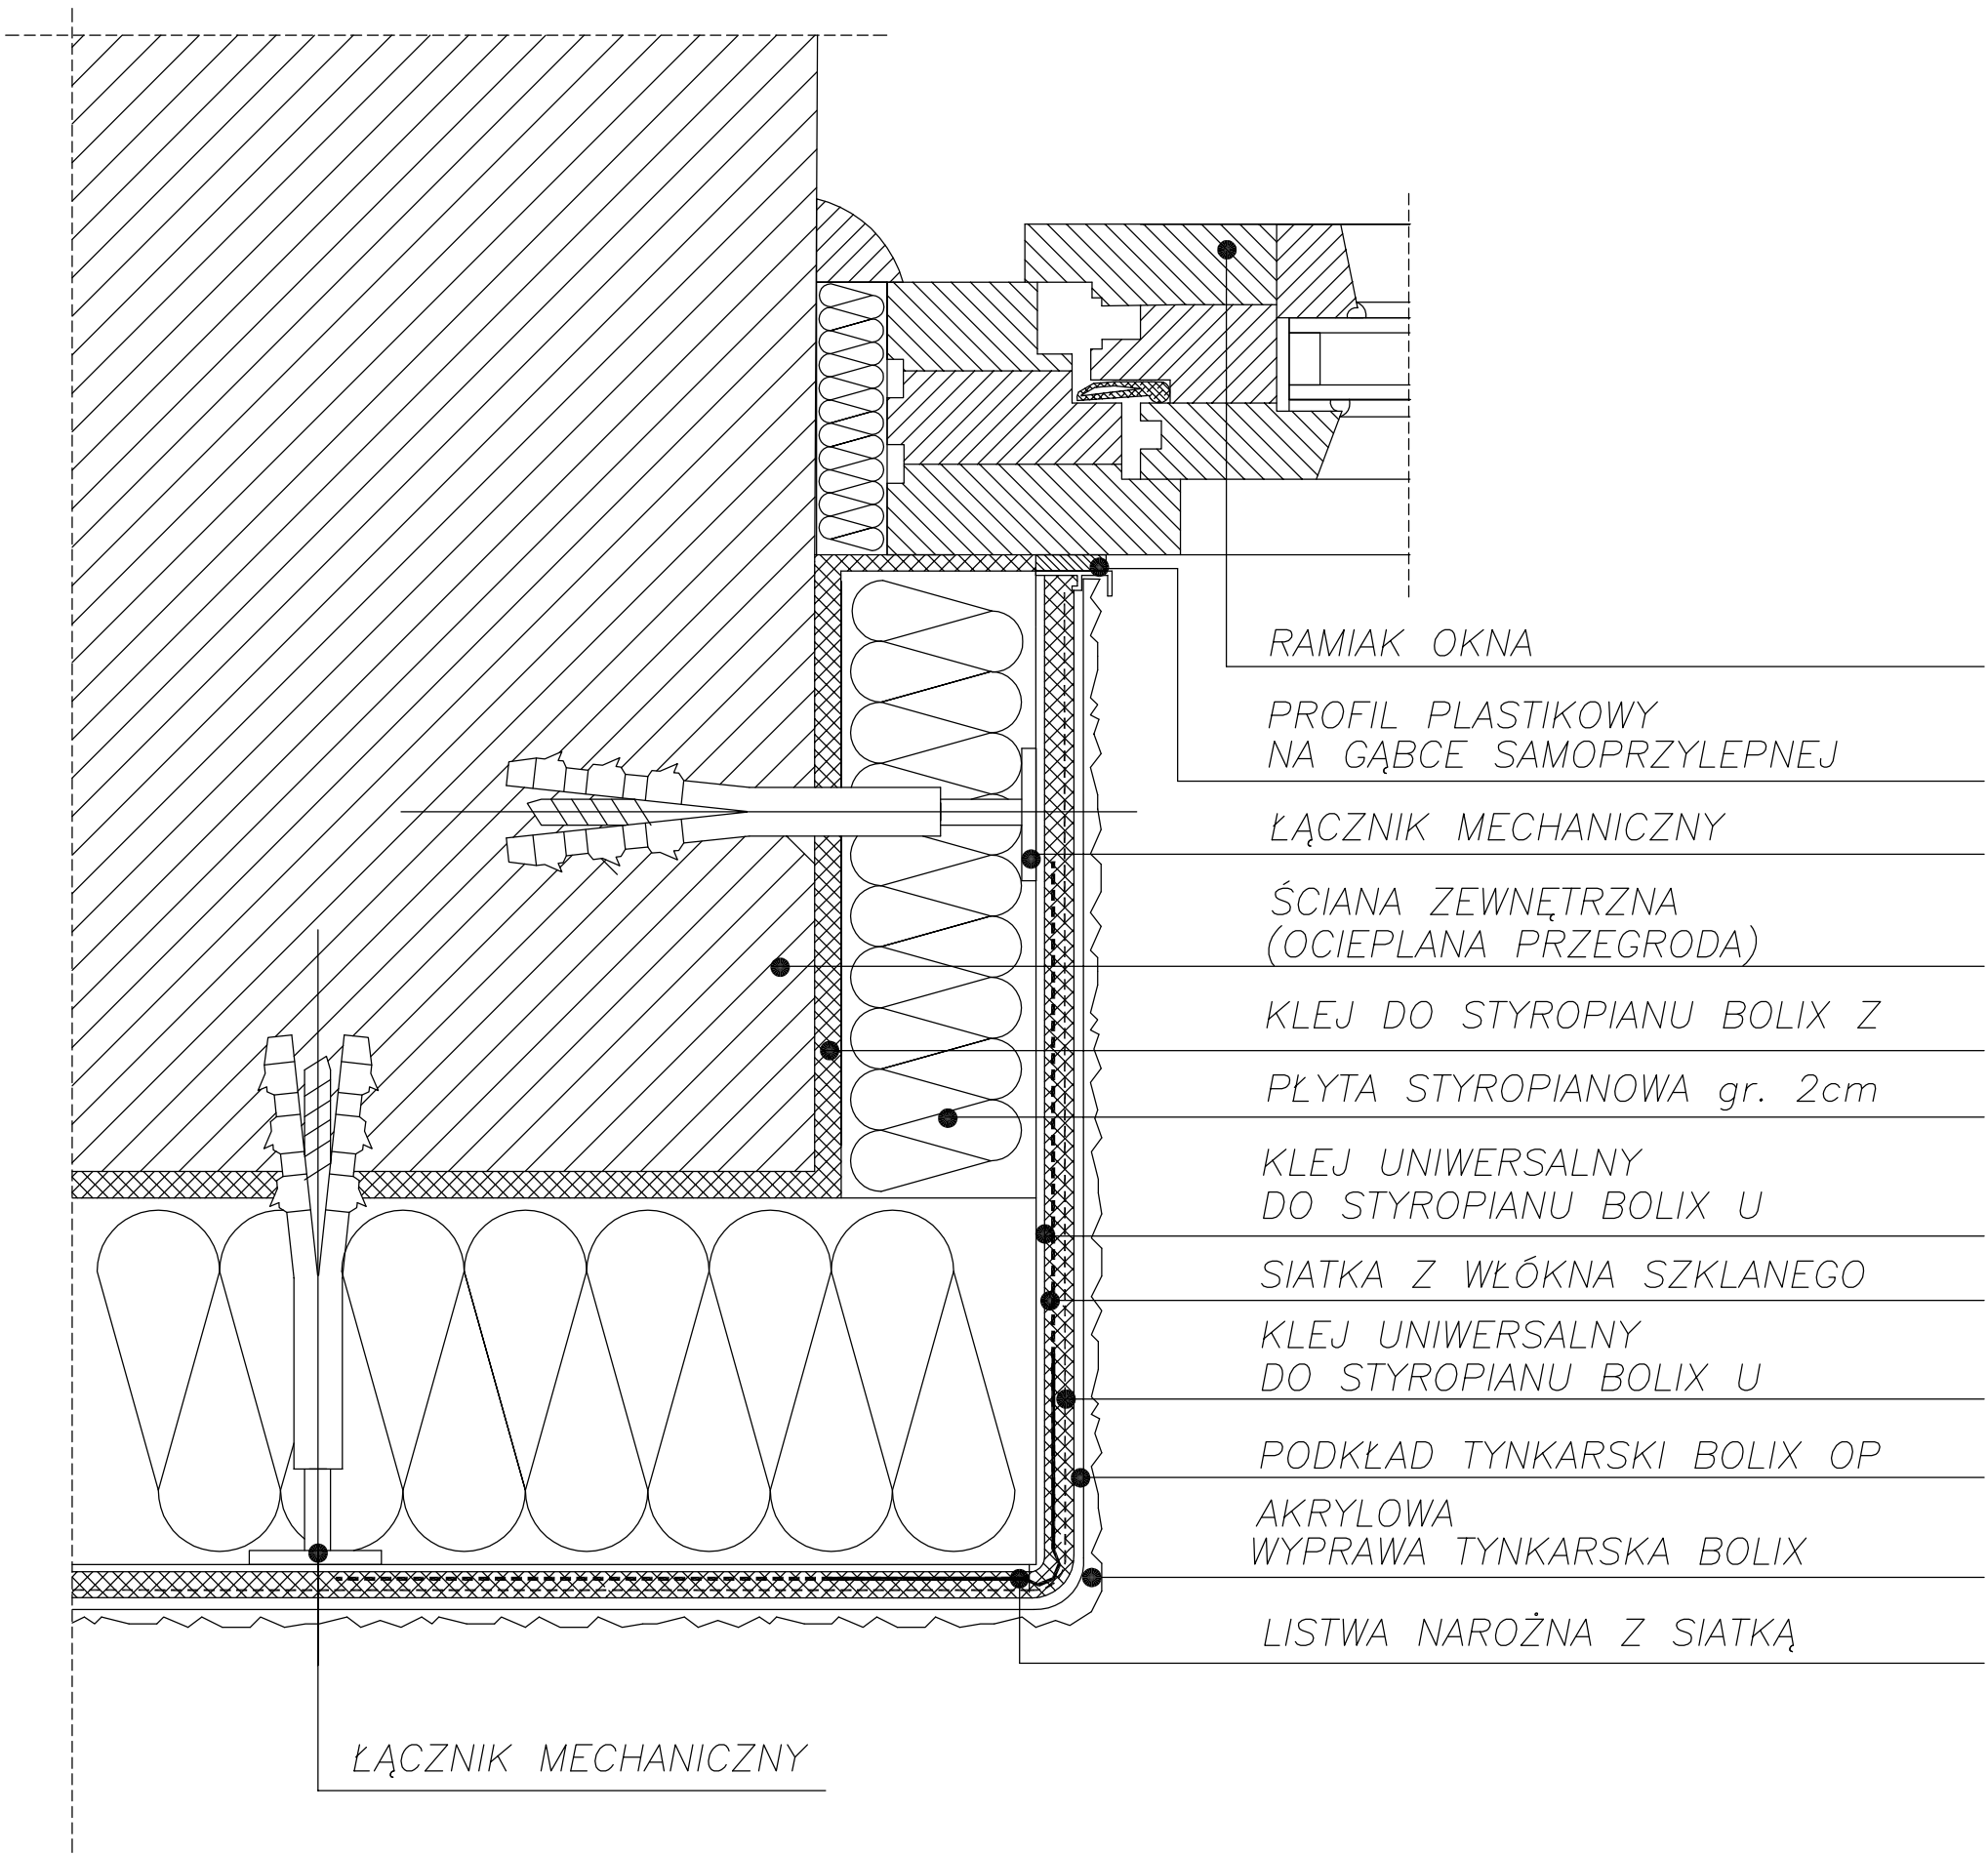 RAMIAK OKNA
PROFIL PLASTIKOWY
NA GĄBCE SAMOPRZYLEPNEJ
ŁĄCZNIK MECHANICZNY
ŚCIANA ZEWNĘTRZNA
(OCIEPLANA PRZEGRODA)
KLEJ DO STYROPIANU BOLIX Z
PŁYTA STYROPIANOWA gr. 2cm
KLEJ UNIWERSALNY
DO STYROPIANU BOLIX U
SIATKA Z WŁÓKNA SZKLANEGO
KLEJ UNIWERSALNY
DO STYROPIANU BOLIX U
PODKŁAD TYNKARSKI BOLIX OP
AKRYLOWA
WYPRAWA TYNKARSKA BOLIX
LISTWA NAROŻNA Z SIATKĄ
ŁĄCZNIK MECHANICZNY